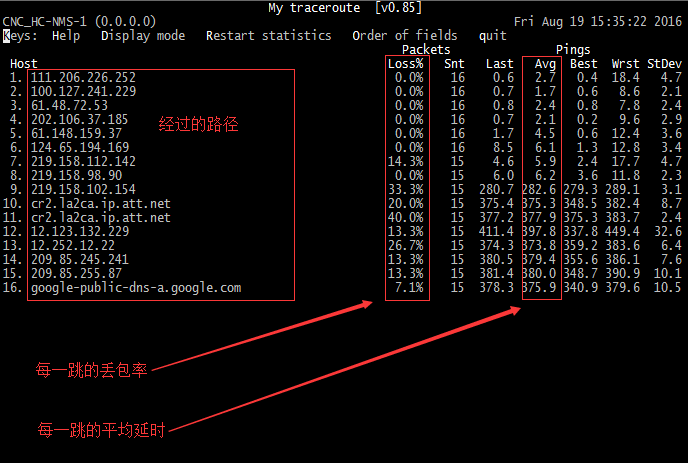 My traceroute [v0.85]
CNC_HC-NMS-1 (0.0.0.0) Fri Aug 19 15:35:22 2016
Keys: Help Display mode Restart statistics Order of fields quit
Packets Pings
Host Loss% Snt Last Avg Best Wrst StDev
1. 111.206.226.252 0.0% 16 0.6 2.7 0.4 18.4 4.7
2. 100.127.241.229 0.0% 16 0.7 1.7 0.6 8.6 2.1
3. 61.48.72.53 0.0% 16 0.8 2.4 0.8 7.8 2.4
4. 202.106.37.185 0.0% 16 0.7 2.1 0.2 9.6 2.9
经过的路径
5. 61.148.159.37 0.0% 16 1.7 4.5 0.6 12.4 3.6
6. 124.65.194.169 0.0% 16 8.5 6.1 1.3 12.8 3.4
7. 219.158.112.142 14.3% 15 4.6 5.9 2.4 17.7 4.7
8. 219.158.98.90 0.0% 15 6.0 6.2 3.6 11.8 2.3
9. 219.158.102.154 33.3% 15 280.7 282.6 279.3 289.1 3.1
10. cr2.la2ca.ip.att.net 20.0% 15 375.4 375.3 348.5 382.4 8.7
11. cr2.la2ca.ip.att.net 40.0% 15 377.2 377.9 375.3 383.7 2.4
12. 12.123.132.229 13.3% 15 411.4 397.8 337.8 449.4 32.6
13. 12.252.12.22 26.7% 15 374.3 373.8 359.2 383.6 6.4
14. 209.85.245.241 13.3% 15 380.5 379.4 355.6 386.1 7.6
15. 209.85.255.87 13.3% 15 381.4 380.0 348.7 390.9 10.1
16. google-public-dns-a.google.com 7.1% 15 378.3 375.9 340.9 379.6 10.5
每一跳的丢包率
每一跳的平均延时